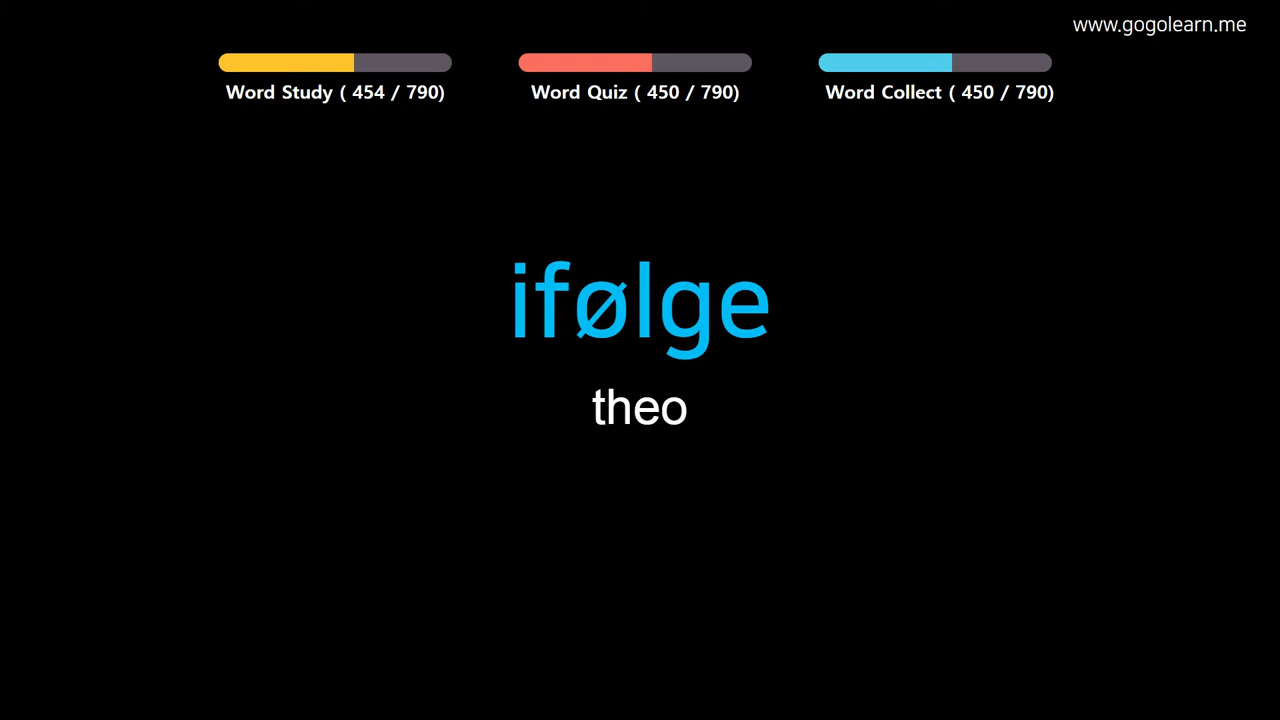 www.gogolearn.me
Word Study ( 454 / 790)
Word Quiz ( 450 / 790)
Word Collect ( 450 / 790)
ifølge
theo